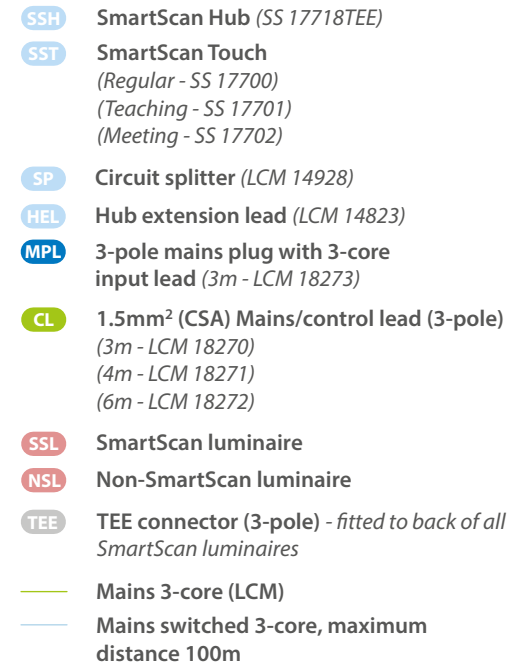 SSH SmartScan Hub (SS 17718TEE)
SST SmartScan Touch
(Regular - SS 17700)
(Teaching - SS 17701)
(Meeting - SS 17702)
SP Circuit splitter (LCM 14928)
HEL Hub extension lead (LCM 14823)
MPL 3-pole mains plug with 3-core
input lead (3m - LCM 18273)
CL 1.5mm² (CSA) Mains/control lead (3-pole)
(3m - LCM 18270)
(4m - LCM 18271)
(6m - LCM 18272)
SSL SmartScan luminaire
NSL Non-SmartScan luminaire
TEE TEE connector (3-pole) - fitted to back of all
SmartScan luminaires
Mains 3-core (LCM)
Mains switched 3-core, maximum
distance 100m